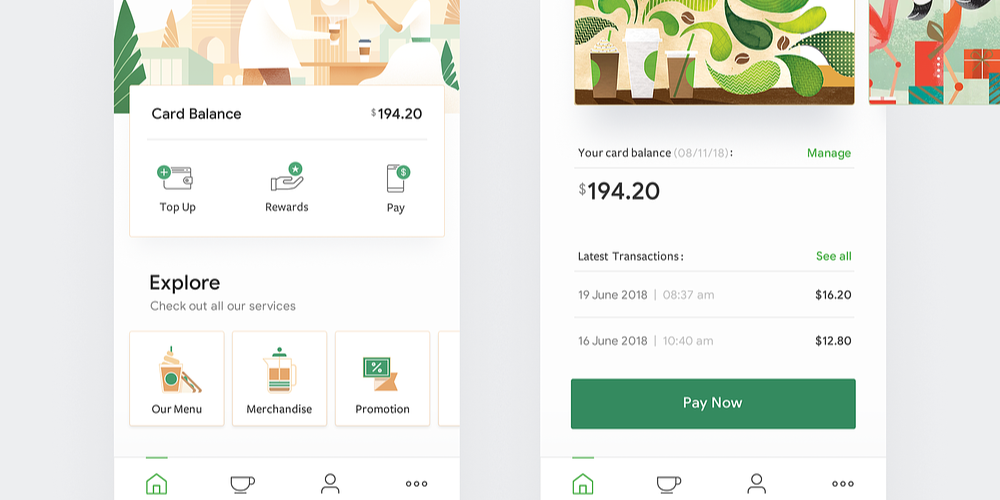 Card Balance $194.20
Top Up Rewards Pay
Explore
Check out all our services
Our Menu Merchandise Promotion
Your card balance (08/11/18): Manage
$194.20
Latest Transactions: See all
19 June 2018 | 08:37 am $16.20
16 June 2018 | 10:40 am $12.80
Pay Now